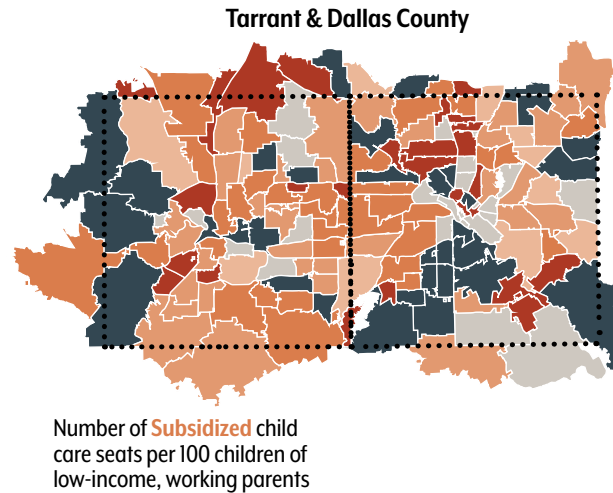 Tarrant & Dallas County
Number of Subsidized child
care seats per 100 children of
low-income, working parents